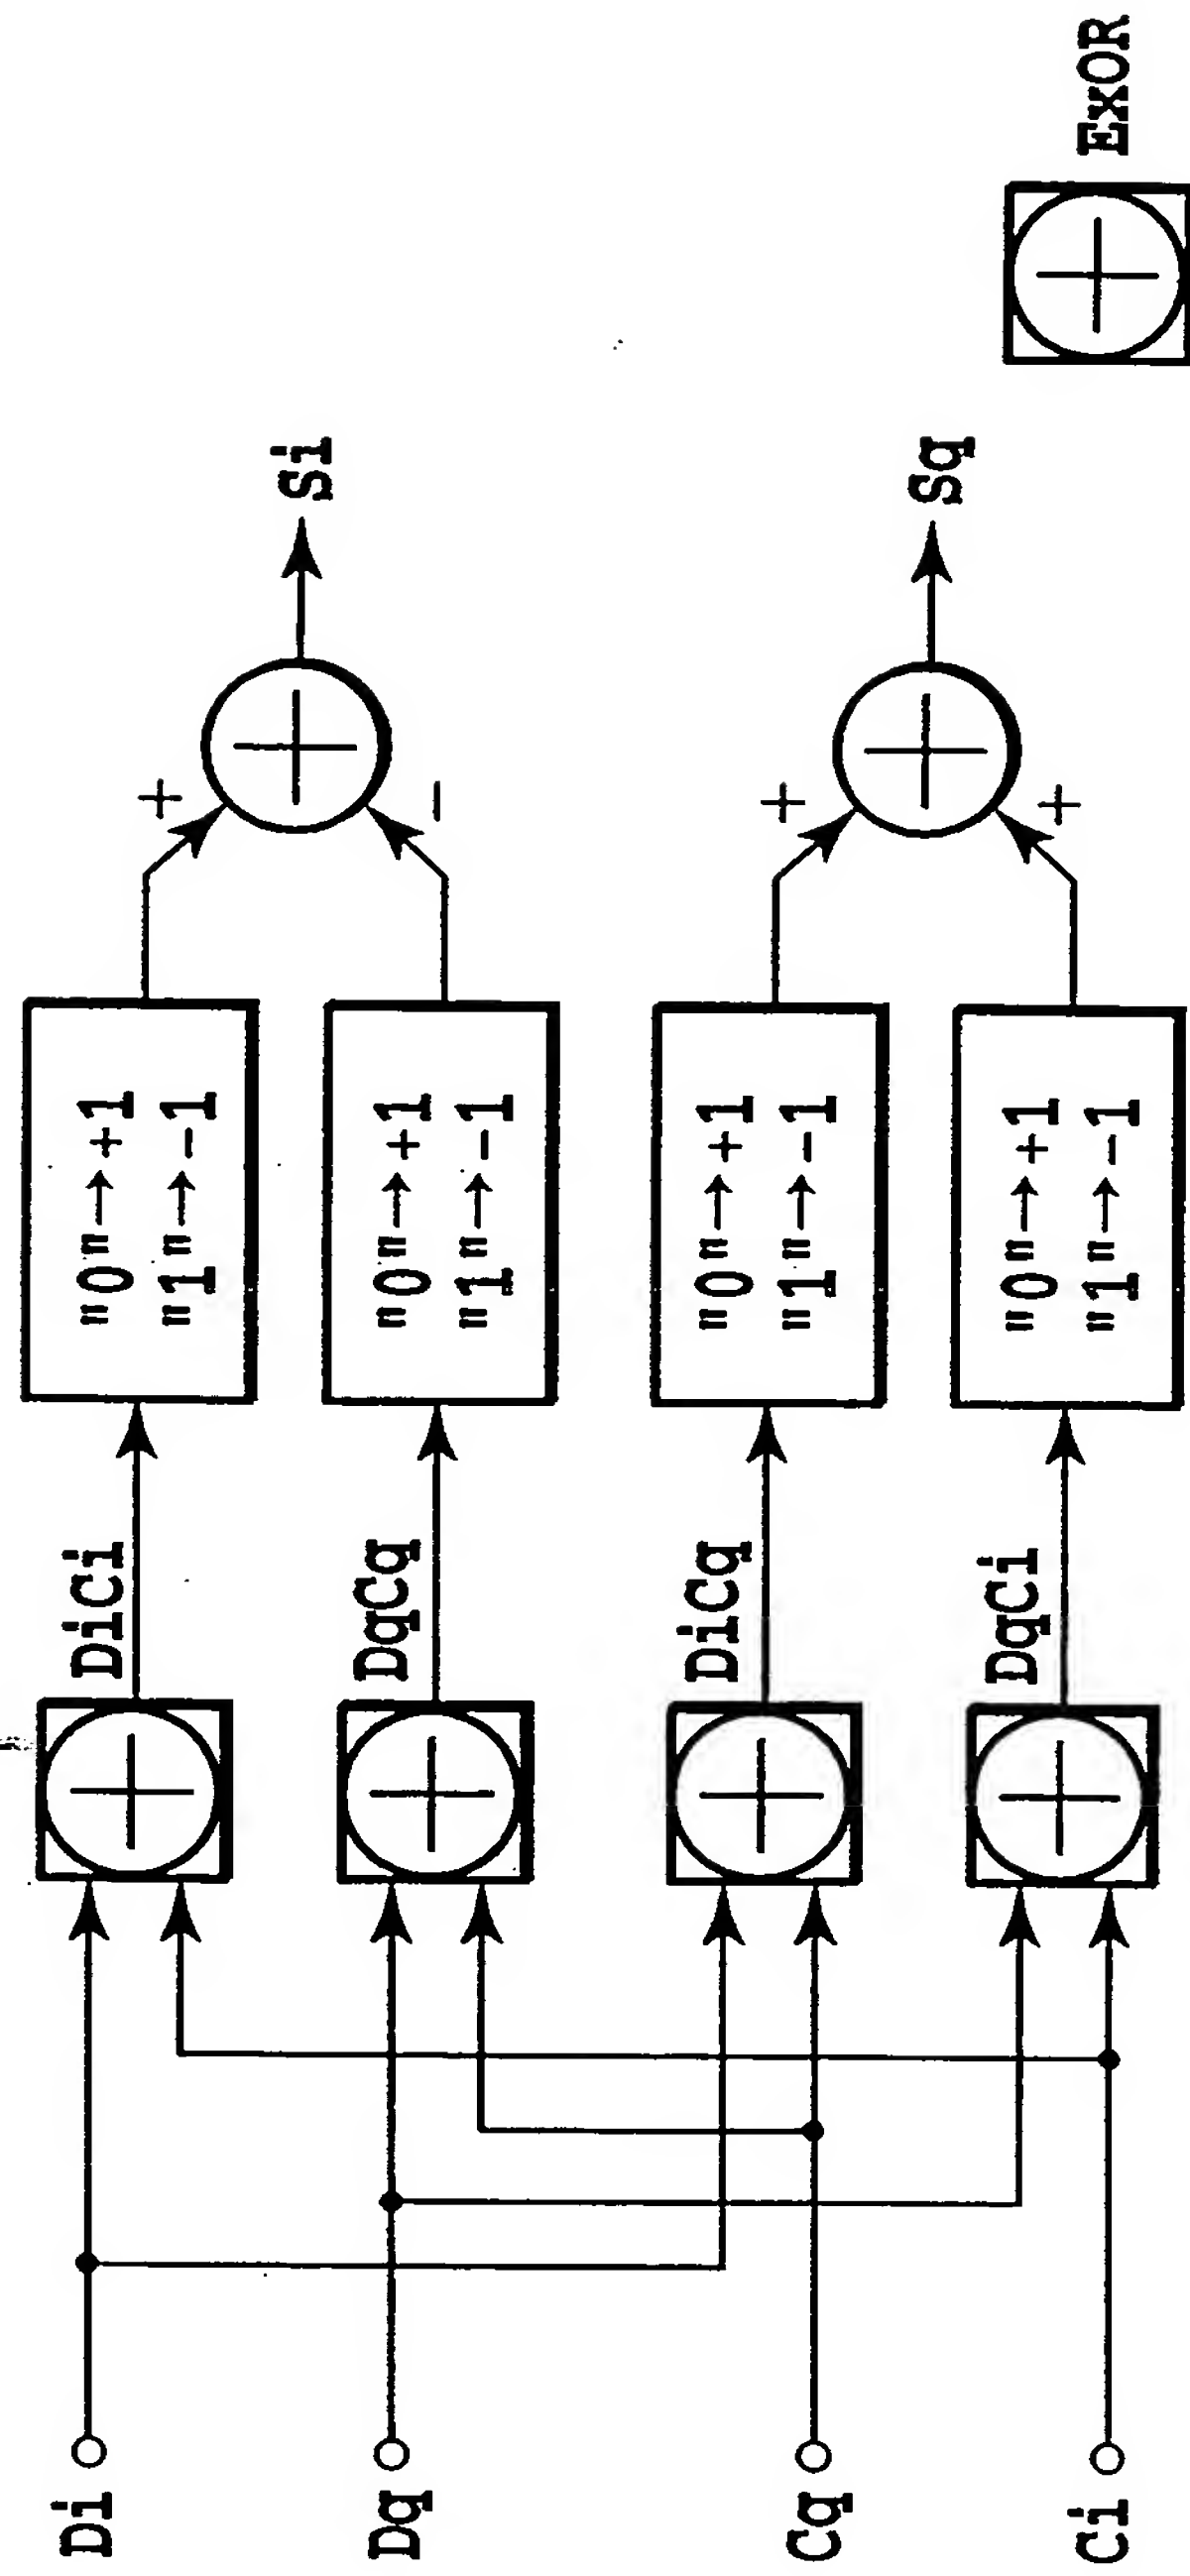 Di
Dq
Cq
Ci
DiCi
DqCq
DiCq
DqCi
"0"→+1
"1"→-1
"0"→+1
"1"→-1
"0"→+1
"1"→-1
"0"→+1
"1"→-1
+
-
+
+
Si
Sq
ExOR